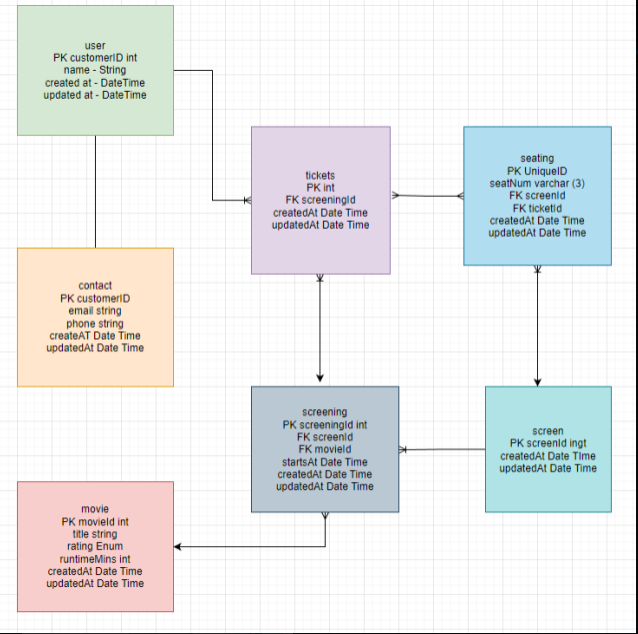 user
PK customerID int
name - String
created at - DateTime
updated at - DateTime
tickets
PK int
FK screeningId
createdAt Date Time
updatedAt Date Time
seating
PK UniqueID
seatNum varchar (3)
FK screenId
FK ticketId
createdAt Date Time
updatedAt Date Time
contact
PK customerID
email string
phone string
createAT Date Time
updatedAt Date Time
screening
PK screeningId int
FK screenId
FK movieId
startsAt Date Time
createdAt Date Time
updatedAt Date Time
screen
PK screenId ingt
createdAt Date TIme
updatedAt Date Time
movie
PK movieId int
title string
rating Enum
runtimeMins int
createdAt Date Time
updatedAt Date Time